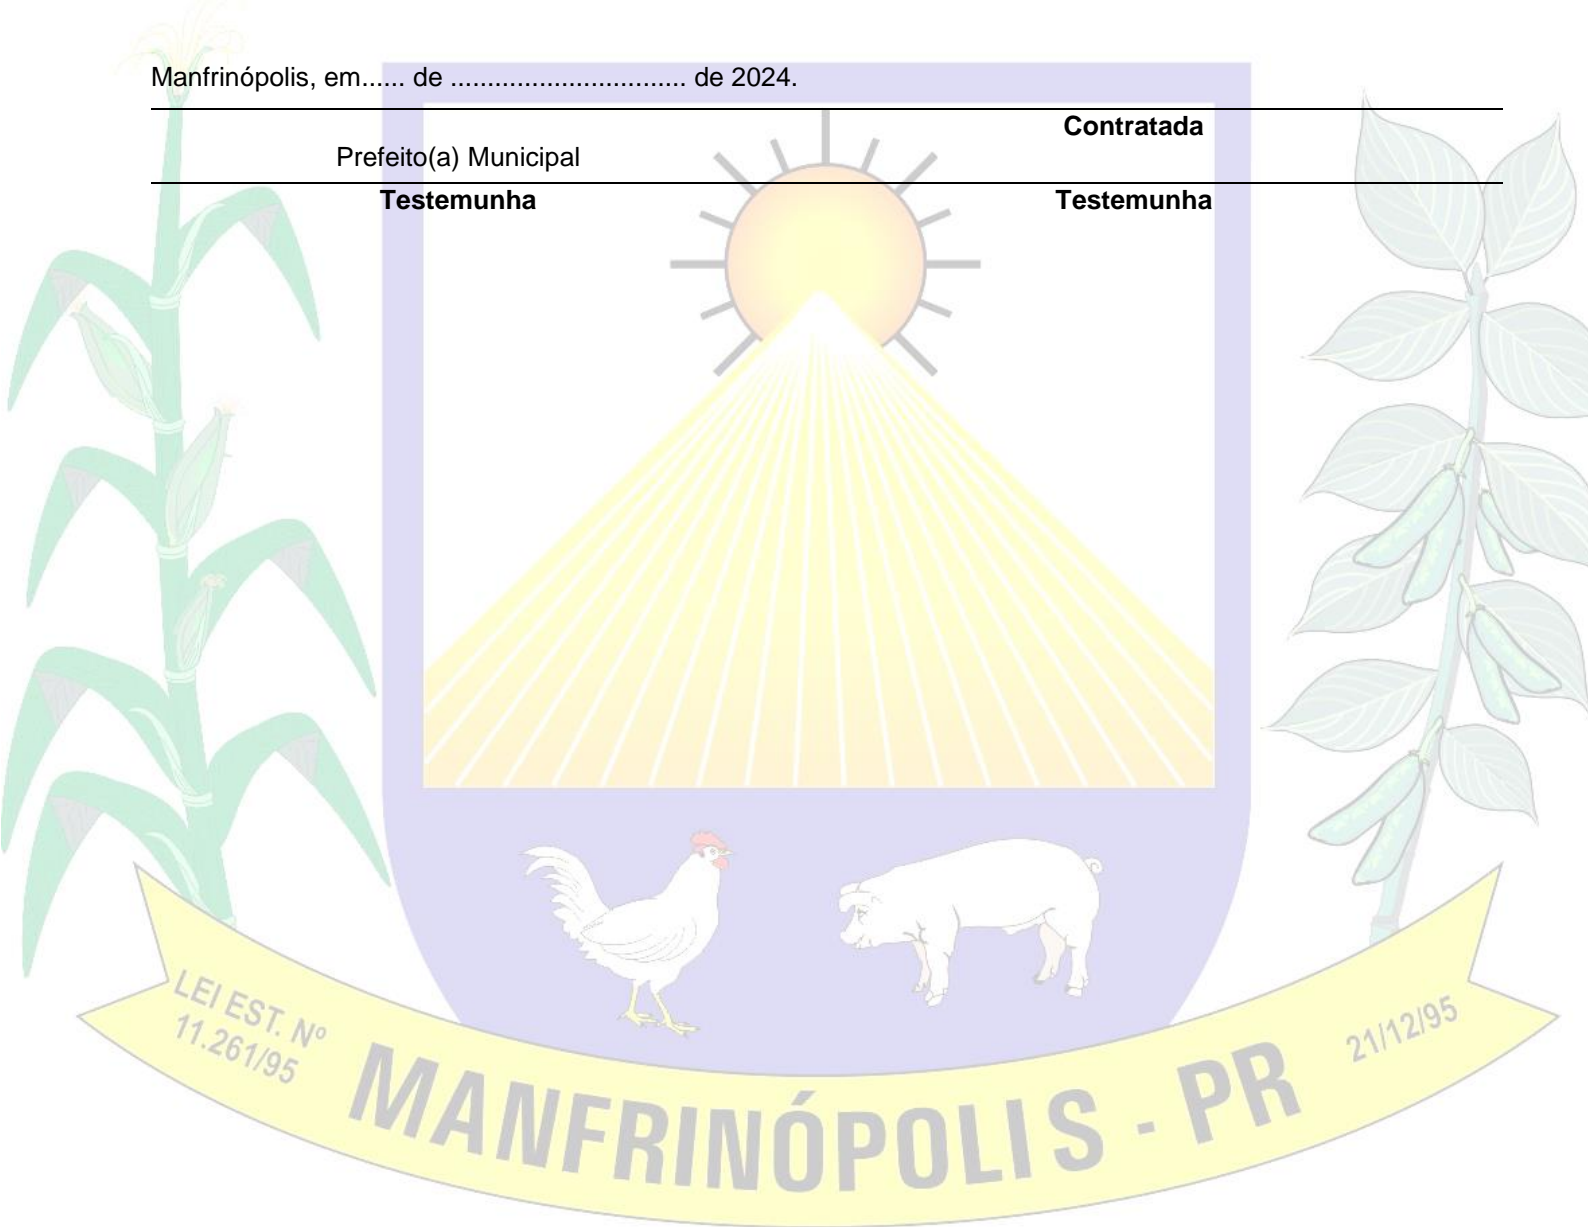 Manfrinópolis, em...... de ................................ de 2024.
Contratada
Prefeito(a) Municipal
Testemunha Testemunha
LEI EST. Nº
11.261/95
MANFRINÓPOLIS - PR
21/12/95